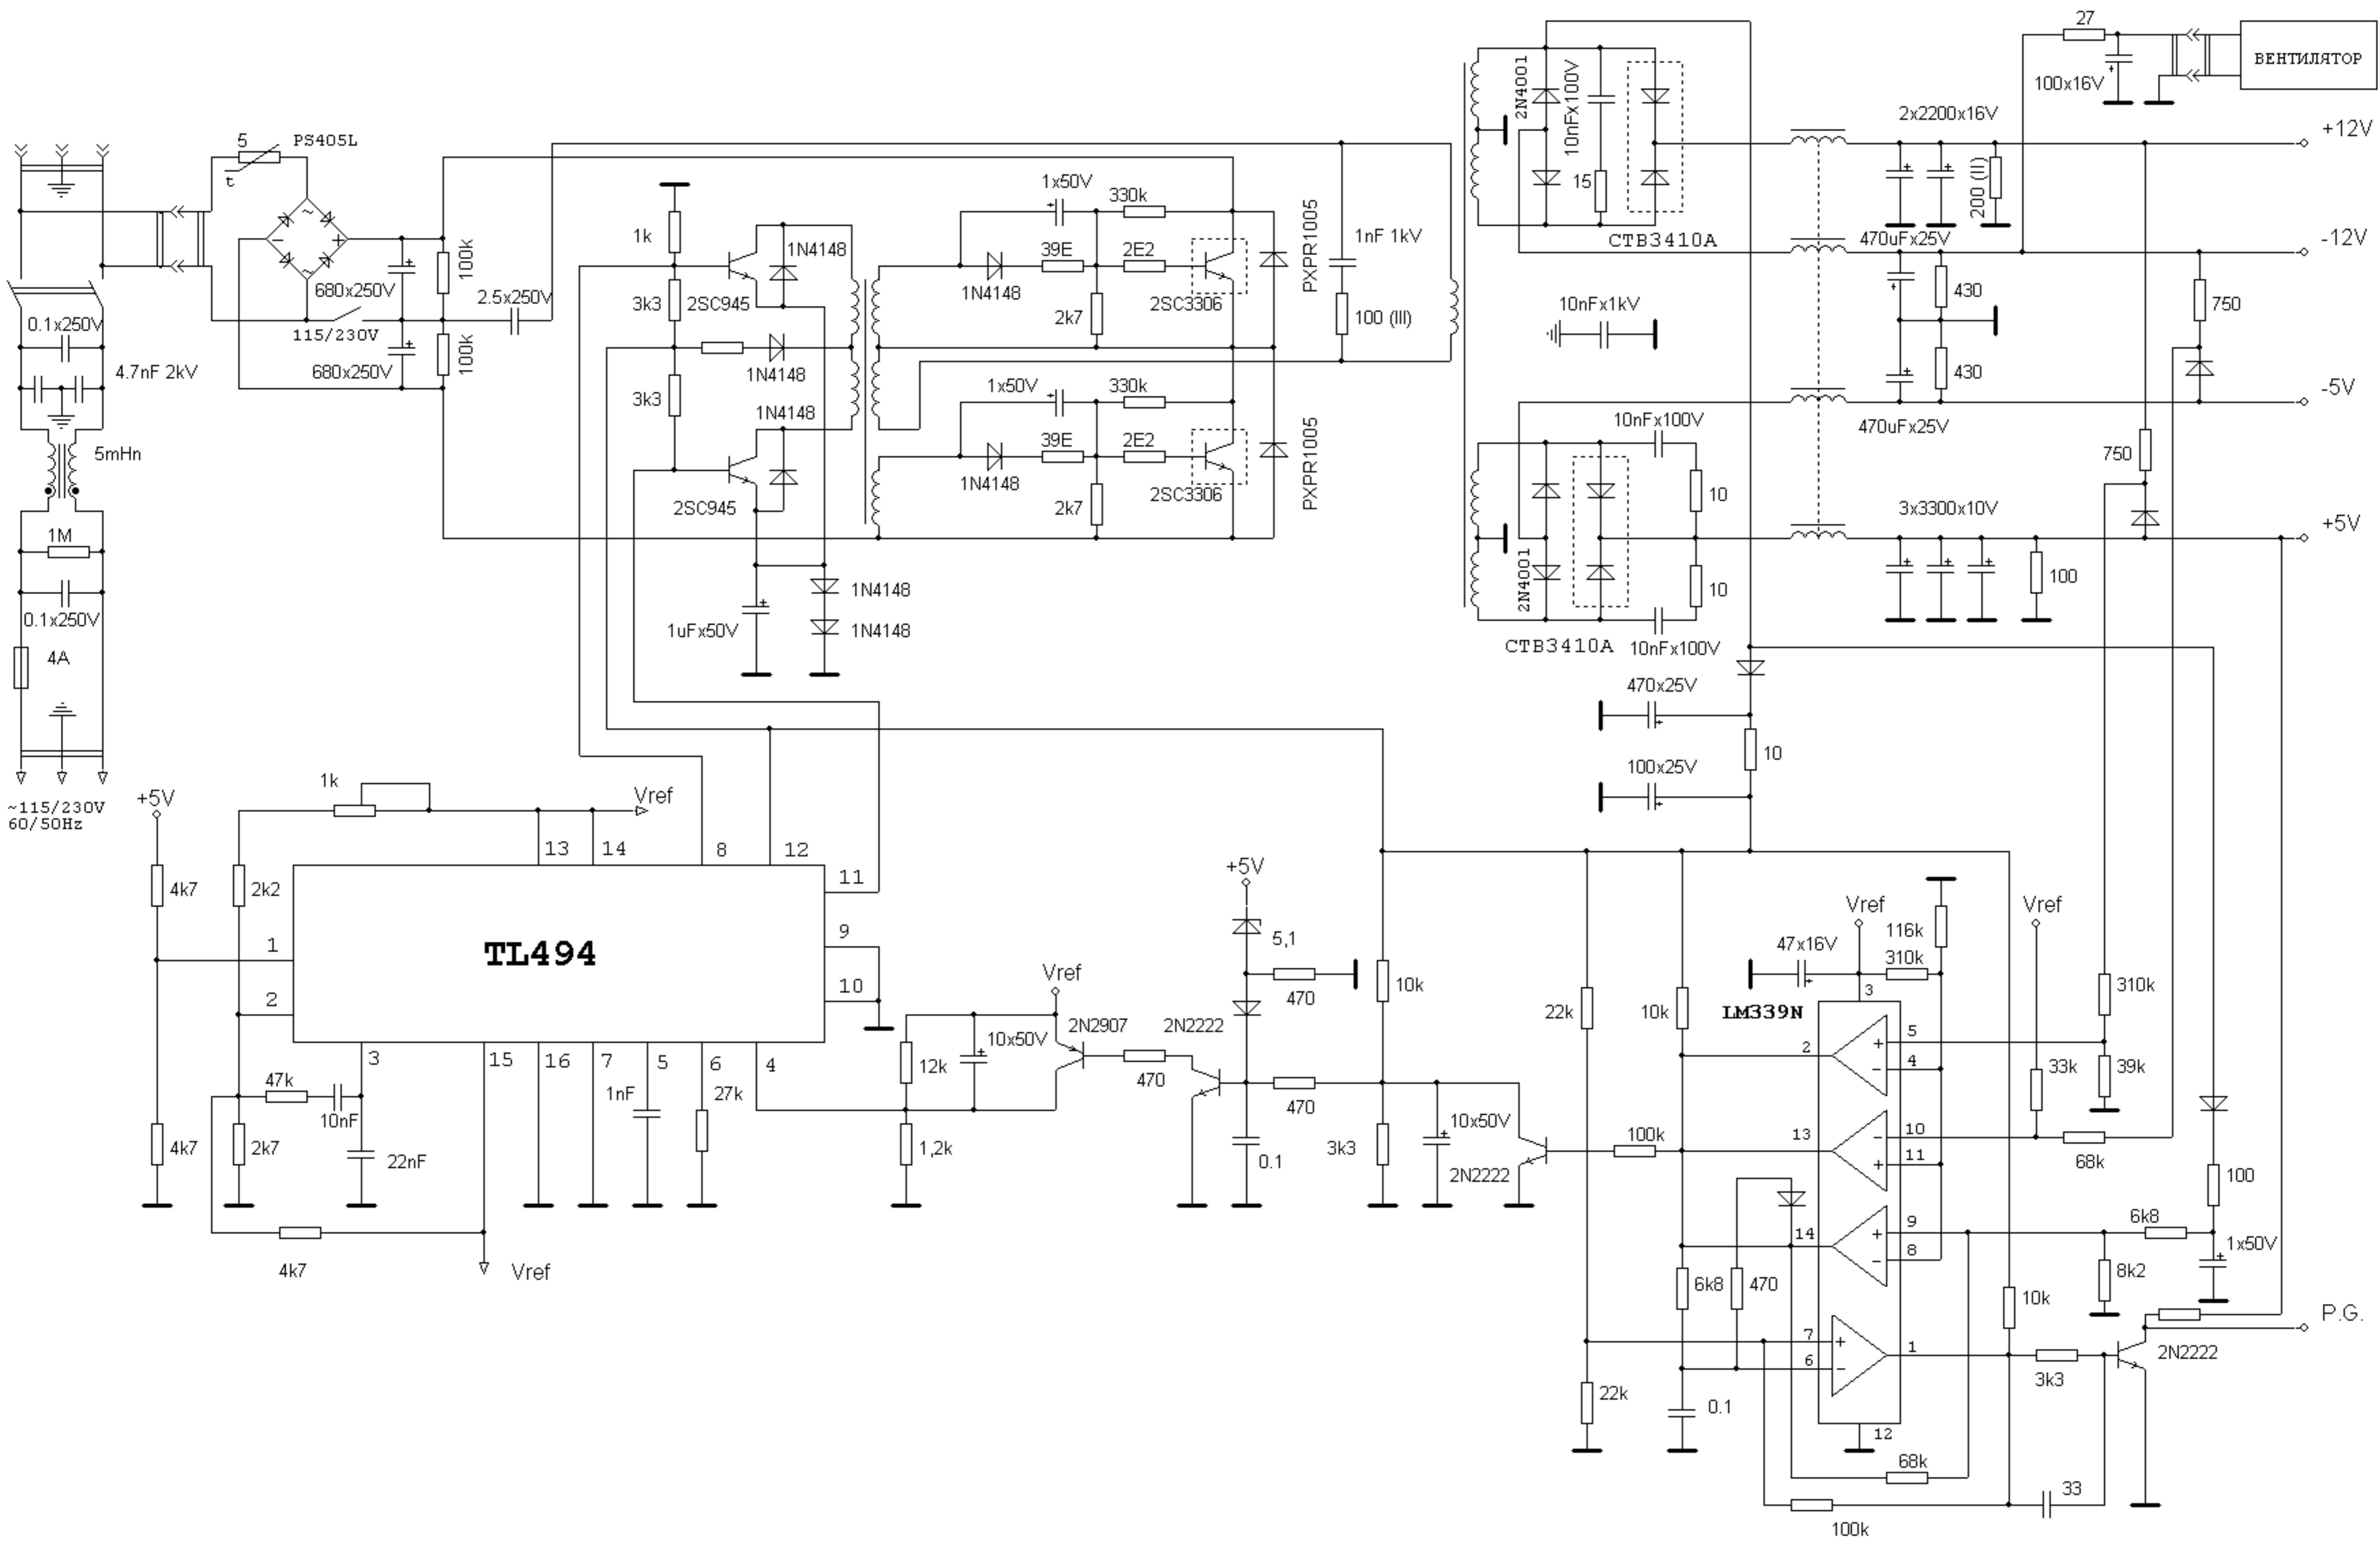 27
ВЕНТИЛЯТОР
100x16V
2N4001
10nFx100V
15
CTB3410A
2x2200x16V
+12V
200 (II)
5
PS405L
t
~
-
+
~
100k
680x250V
115/230V
680x250V
100k
2.5x250V
0.1x250V
4.7nF 2kV
5mHn
1M
0.1x250V
4A
~115/230V
60/50Hz
1k
3k3
3k3
2SC945
1N4148
1N4148
1N4148
2SC945
1uFx50V
1N4148
1N4148
1x50V
330k
39E
2E2
1N4148
2k7
2SC3306
PXPR1005
1nF 1kV
100 (III)
1x50V
330k
39E
2E2
1N4148
2k7
2SC3306
PXPR1005
10nFx1kV
470uFx25V
-12V
430
750
430
-5V
470uFx25V
10nFx100V
10
750
3x3300x10V
+5V
2N4001
10
100
CTB3410A
10nFx100V
470x25V
10
100x25V
+5V
1k
Vref
13
14
8
12
11
4k7
2k2
1
TL494
9
2
10
3
15
16
7
5
6
4
47k
10nF
1nF
27k
4k7
2k7
22nF
4k7
Vref
12k
10x50V
1,2k
Vref
2N2907
470
2N2222
+5V
5,1
470
470
0.1
10k
3k3
10x50V
2N2222
100k
22k
10k
22k
6k8
470
0.1
Vref
47x16V
116k
310k
LM339N
3
Vref
310k
2
5
+
4
-
33k
39k
13
10
-
11
+
68k
100
14
9
+
8
-
6k8
1x50V
8k2
10k
7
+
6
-
1
P.G.
3k3
2N2222
12
68k
33
100k